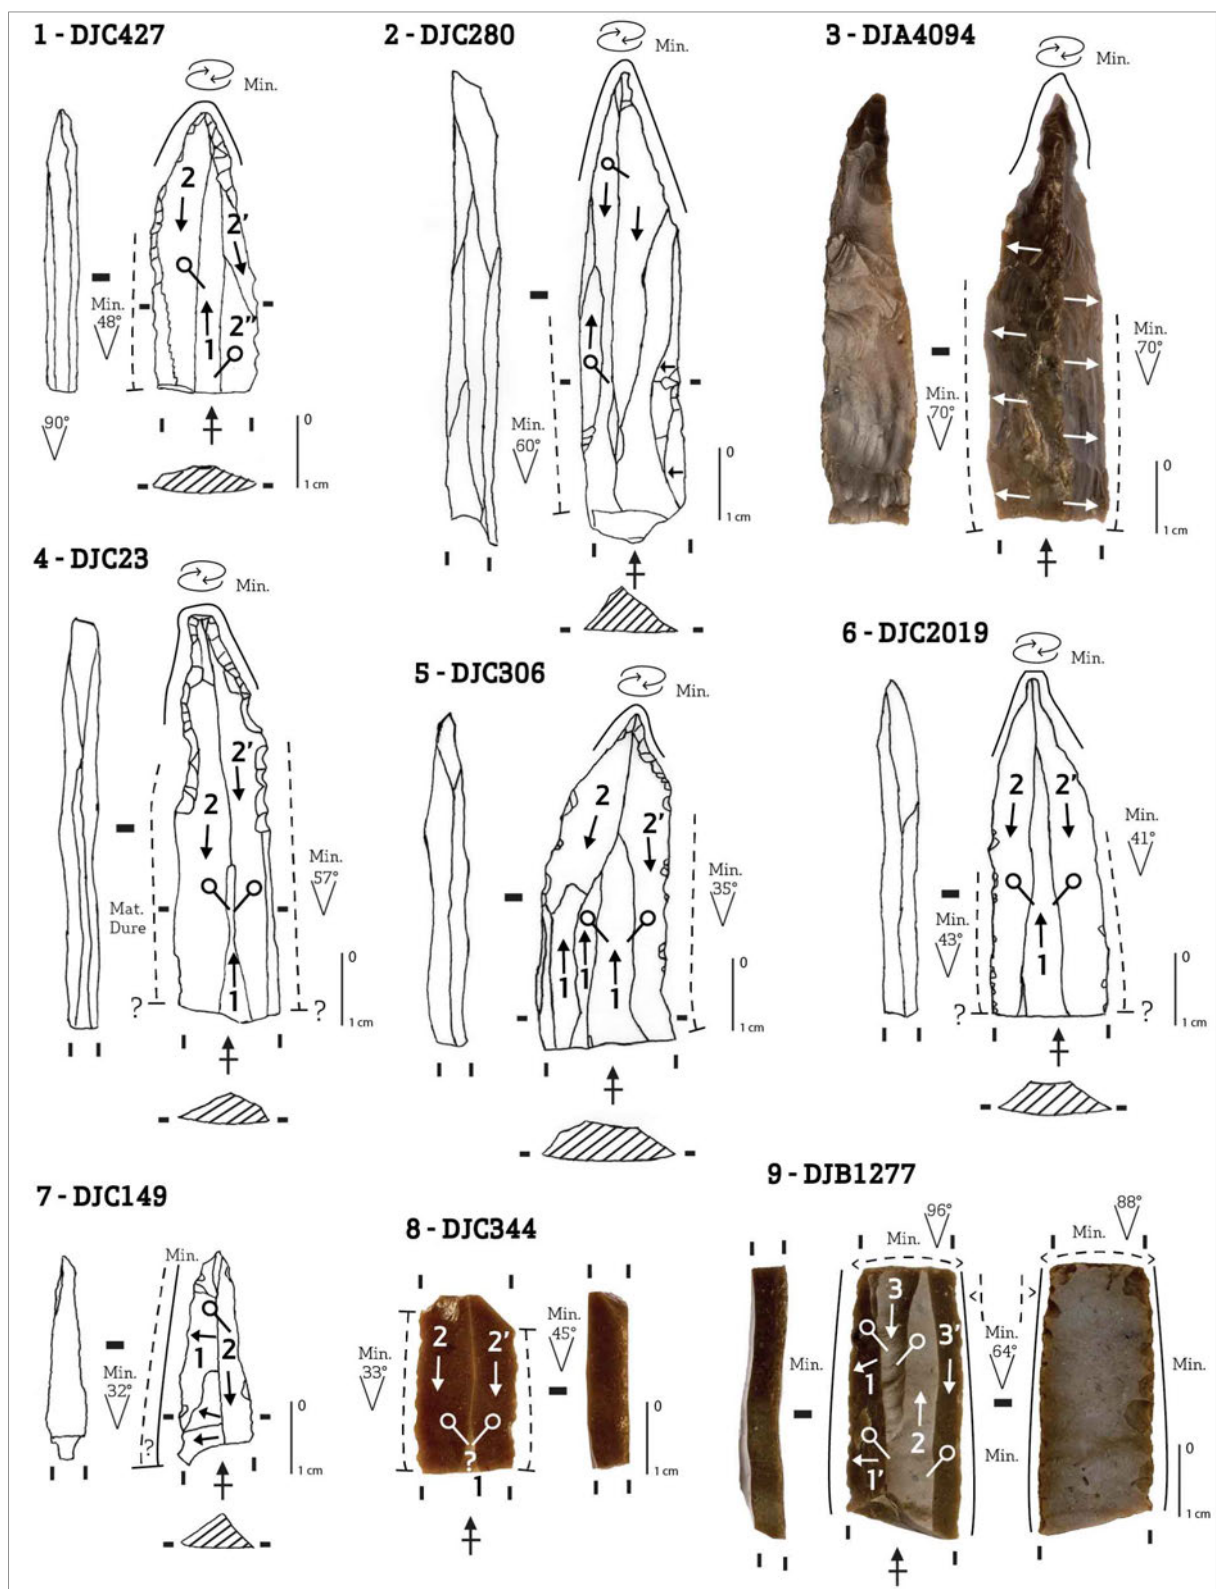 1 - DJC427
Min.
2
2'
1
2"
Min.
48°
90°
0
1 cm
2 - DJC280
Min.
Min.
60°
0
1 cm
3 - DJA4094
Min.
Min.
70°
Min.
70°
0
1 cm
4 - DJC23
Min.
2'
2
1
Mat.
Dure
Min.
57°
?
?
0
1 cm
5 - DJC306
Min.
2
2'
1
1
1
Min.
35°
0
1 cm
6 - DJC2019
Min.
2
2'
1
Min.
41°
Min.
43°
?
?
0
1 cm
7 - DJC149
Min.
1
2
Min.
32°
?
0
1 cm
8 - DJC344
2
2'
?
1
Min.
33°
Min.
45°
0
1 cm
9 - DJB1277
96°
Min.
88°
Min.
3
3'
1
2
1'
Min.
Min.
64°
Min.
Min.
0
1 cm